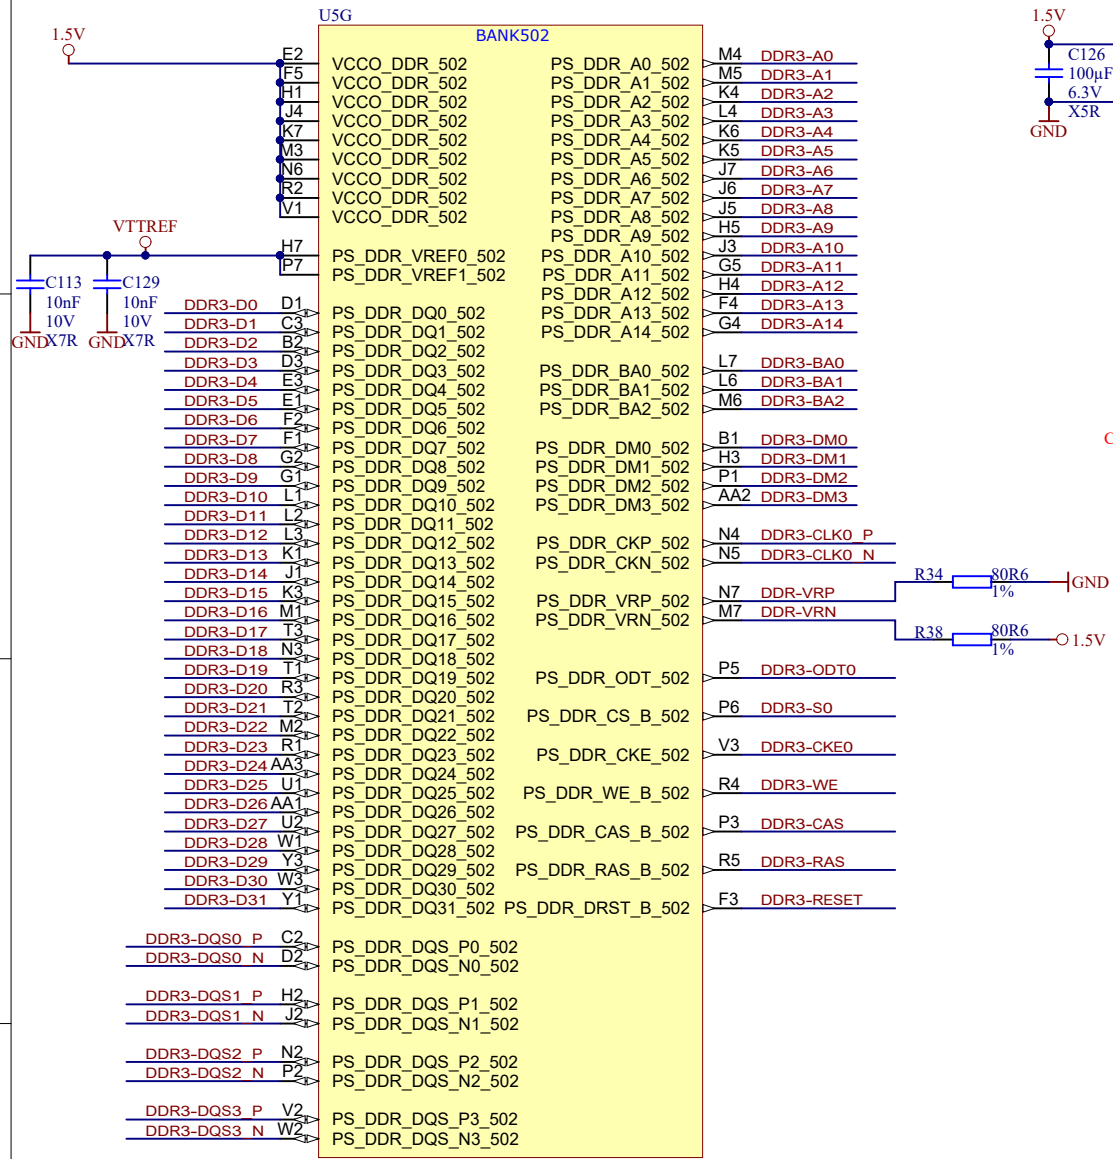 U5G
BANK502
1.5V
E2 VCCO_DDR_502
F5 VCCO_DDR_502
H1 VCCO_DDR_502
J4 VCCO_DDR_502
K7 VCCO_DDR_502
M3 VCCO_DDR_502
N6 VCCO_DDR_502
R2 VCCO_DDR_502
V1 VCCO_DDR_502
VTTREF
H7 PS_DDR_VREF0_502
P7 PS_DDR_VREF1_502
C113
10nF
10V
X7R
GND
C129
10nF
10V
X7R
GND
DDR3-D0 D1 PS_DDR_DQ0_502
DDR3-D1 C3 PS_DDR_DQ1_502
DDR3-D2 B2 PS_DDR_DQ2_502
DDR3-D3 D3 PS_DDR_DQ3_502
DDR3-D4 E3 PS_DDR_DQ4_502
DDR3-D5 E1 PS_DDR_DQ5_502
DDR3-D6 F2 PS_DDR_DQ6_502
DDR3-D7 F1 PS_DDR_DQ7_502
DDR3-D8 G2 PS_DDR_DQ8_502
DDR3-D9 G1 PS_DDR_DQ9_502
DDR3-D10 L1 PS_DDR_DQ10_502
DDR3-D11 L2 PS_DDR_DQ11_502
DDR3-D12 L3 PS_DDR_DQ12_502
DDR3-D13 K1 PS_DDR_DQ13_502
DDR3-D14 J1 PS_DDR_DQ14_502
DDR3-D15 K3 PS_DDR_DQ15_502
DDR3-D16 M1 PS_DDR_DQ16_502
DDR3-D17 T3 PS_DDR_DQ17_502
DDR3-D18 N3 PS_DDR_DQ18_502
DDR3-D19 T1 PS_DDR_DQ19_502
DDR3-D20 R3 PS_DDR_DQ20_502
DDR3-D21 T2 PS_DDR_DQ21_502
DDR3-D22 M2 PS_DDR_DQ22_502
DDR3-D23 R1 PS_DDR_DQ23_502
DDR3-D24 AA3 PS_DDR_DQ24_502
DDR3-D25 U1 PS_DDR_DQ25_502
DDR3-D26 AA1 PS_DDR_DQ26_502
DDR3-D27 U2 PS_DDR_DQ27_502
DDR3-D28 W1 PS_DDR_DQ28_502
DDR3-D29 Y3 PS_DDR_DQ29_502
DDR3-D30 W3 PS_DDR_DQ30_502
DDR3-D31 Y1 PS_DDR_DQ31_502
DDR3-DQS0_P C2 PS_DDR_DQS_P0_502
DDR3-DQS0_N D2 PS_DDR_DQS_N0_502
DDR3-DQS1_P H2 PS_DDR_DQS_P1_502
DDR3-DQS1_N J2 PS_DDR_DQS_N1_502
DDR3-DQS2_P N2 PS_DDR_DQS_P2_502
DDR3-DQS2_N P2 PS_DDR_DQS_N2_502
DDR3-DQS3_P V2 PS_DDR_DQS_P3_502
DDR3-DQS3_N W2 PS_DDR_DQS_N3_502
PS_DDR_A0_502 M4 DDR3-A0
PS_DDR_A1_502 M5 DDR3-A1
PS_DDR_A2_502 K4 DDR3-A2
PS_DDR_A3_502 L4 DDR3-A3
PS_DDR_A4_502 K6 DDR3-A4
PS_DDR_A5_502 K5 DDR3-A5
PS_DDR_A6_502 J7 DDR3-A6
PS_DDR_A7_502 J6 DDR3-A7
PS_DDR_A8_502 J5 DDR3-A8
PS_DDR_A9_502 H5 DDR3-A9
PS_DDR_A10_502 J3 DDR3-A10
PS_DDR_A11_502 G5 DDR3-A11
PS_DDR_A12_502 H4 DDR3-A12
PS_DDR_A13_502 F4 DDR3-A13
PS_DDR_A14_502 G4 DDR3-A14
PS_DDR_BA0_502 L7 DDR3-BA0
PS_DDR_BA1_502 L6 DDR3-BA1
PS_DDR_BA2_502 M6 DDR3-BA2
PS_DDR_DM0_502 B1 DDR3-DM0
PS_DDR_DM1_502 H3 DDR3-DM1
PS_DDR_DM2_502 P1 DDR3-DM2
PS_DDR_DM3_502 AA2 DDR3-DM3
PS_DDR_CKP_502 N4 DDR3-CLK0_P
PS_DDR_CKN_502 N5 DDR3-CLK0_N
PS_DDR_VRP_502 N7 DDR-VRP
PS_DDR_VRN_502 M7 DDR-VRN
R34 80R6 GND
1%
R38 80R6 1.5V
1%
PS_DDR_ODT_502 P5 DDR3-ODT0
PS_DDR_CS_B_502 P6 DDR3-S0
PS_DDR_CKE_502 V3 DDR3-CKE0
PS_DDR_WE_B_502 R4 DDR3-WE
PS_DDR_CAS_B_502 P3 DDR3-CAS
PS_DDR_RAS_B_502 R5 DDR3-RAS
PS_DDR_DRST_B_502 F3 DDR3-RESET
1.5V
C126
100µF
6.3V
X5R
GND